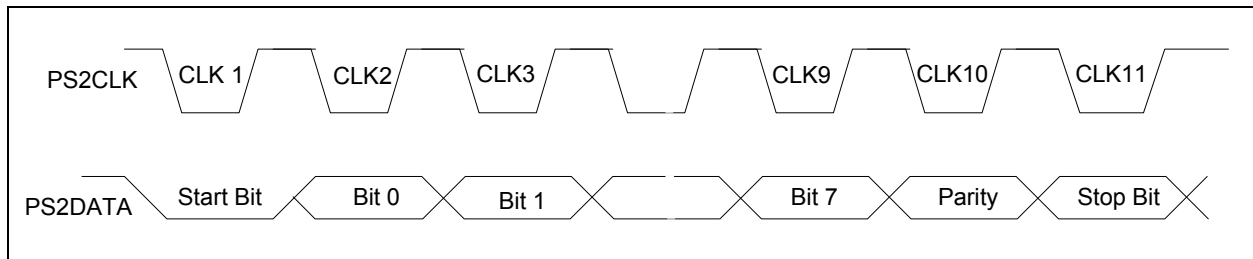 PS2CLK CLK 1 CLK2 CLK3 CLK9 CLK10 CLK11
PS2DATA Start Bit Bit 0 Bit 1 Bit 7 Parity Stop Bit